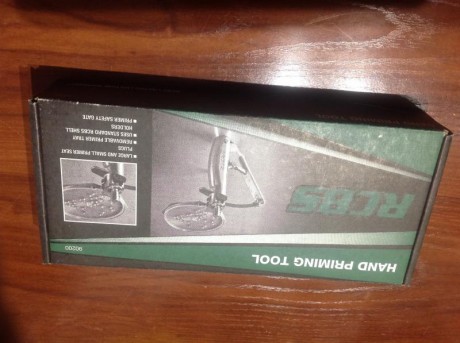 HAND PRIMING TOOL
90200
RCBS
■ LARGE AND SMALL PRIMER SEAT
PLUGS
■ REMOVABLE PRIMER TRAY
■ USES STANDARD RCBS SHELL
HOLDERS
■ PRIMER SAFETY GATE